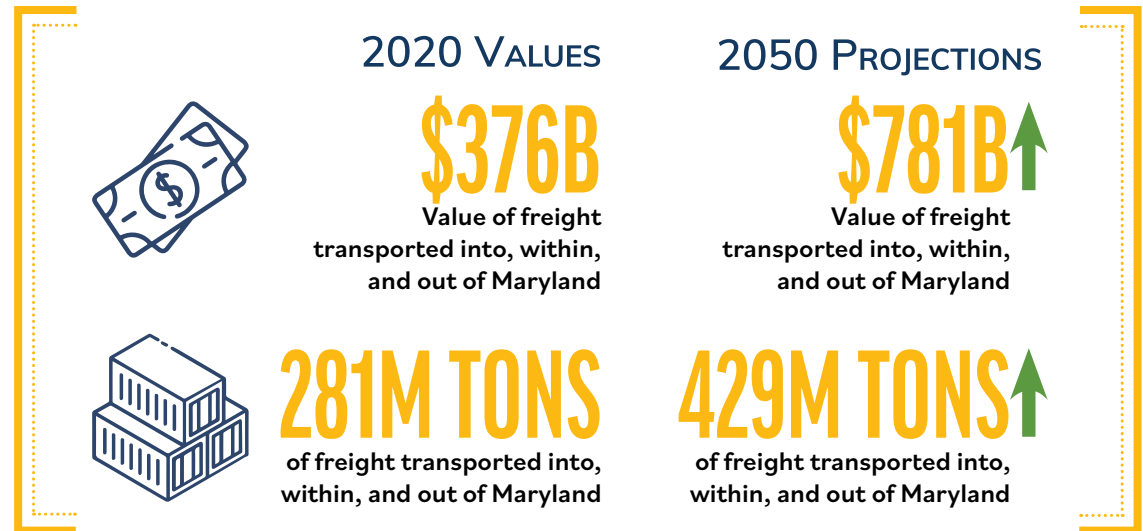 2020 VALUES
$376B
Value of freight
transported into, within,
and out of Maryland
281M TONS
of freight transported into,
within, and out of Maryland
2050 PROJECTIONS
$781B
Value of freight
transported into, within,
and out of Maryland
429M TONS
of freight transported into,
within, and out of Maryland
$